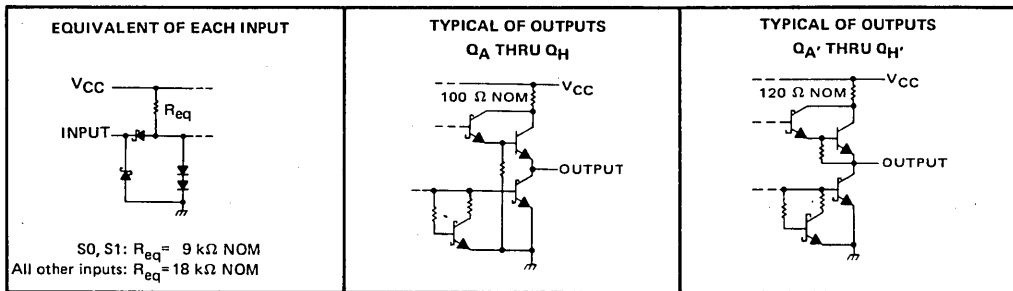 EQUIVALENT OF EACH INPUT
VCC
Req
INPUT
S0, S1: Req= 9 kΩ NOM
All other inputs: Req=18 kΩ NOM
TYPICAL OF OUTPUTS
QA THRU QH
VCC
100 Ω NOM
OUTPUT
TYPICAL OF OUTPUTS
QA' THRU QH'
VCC
120 Ω NOM
OUTPUT